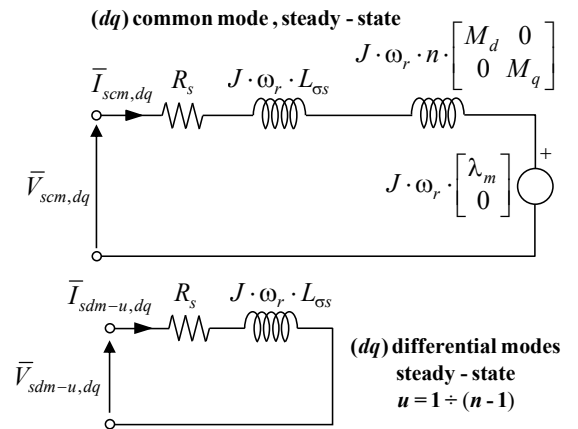 (dq) common mode , steady - state
J · ω_r · n · [M_d 0
0 M_q]
Ī_scm,dq
R_s
J · ω_r · L_σs
+
V̄_scm,dq
J · ω_r · [λ_m
0]
Ī_sdm−u,dq
R_s
J · ω_r · L_σs
V̄_sdm−u,dq
(dq) differential modes
steady - state
u = 1 ÷ (n - 1)